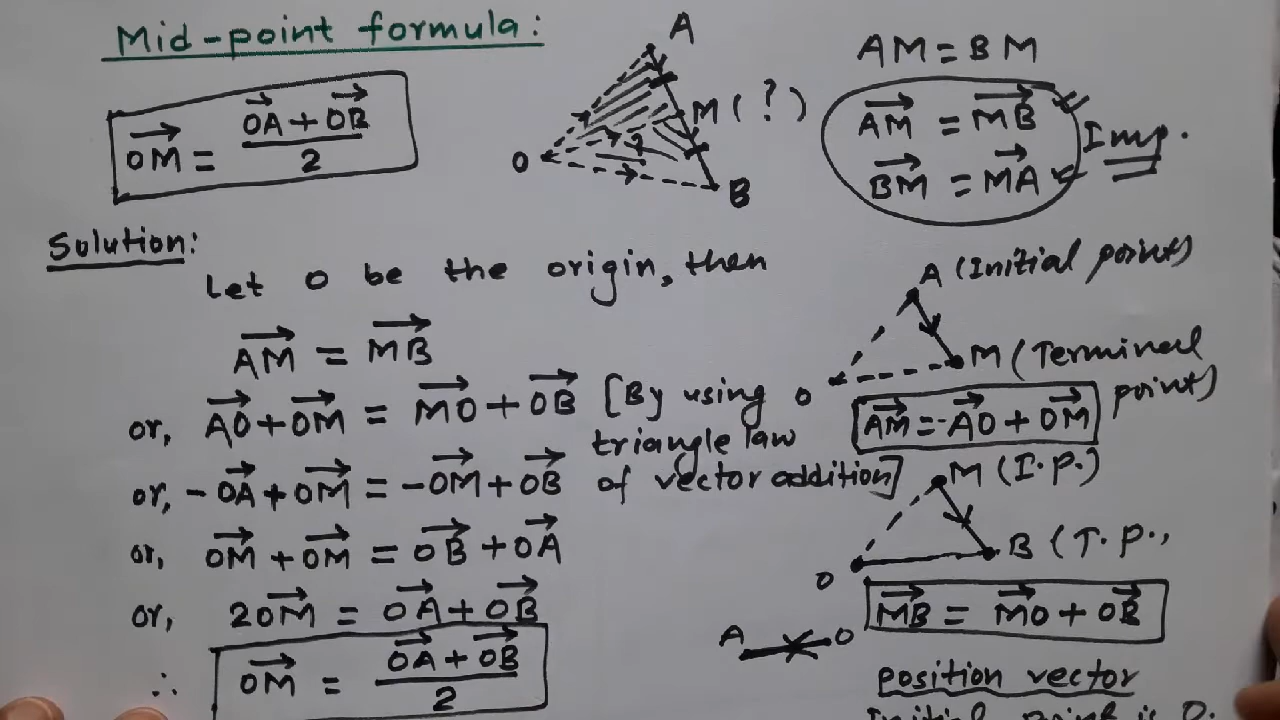 Mid-point formula:
OM = OA + OB / 2
A
M (?)
O
B
AM = BM
AM = MB
BM = MA
Imp.
Solution:
Let O be the origin, then
AM = MB
or, AO + OM = MO + OB [By using
triangle law
of vector addition]
or, -OA + OM = -OM + OB
or, OM + OM = OB + OA
or, 2OM = OA + OB
∴ OM = OA + OB / 2
A (Initial point)
M (Terminal
point)
O
AM = AO + OM
M (I.P.)
B (T.P.,
O
MB = MO + OB
A O
position vector
Initial point is O.